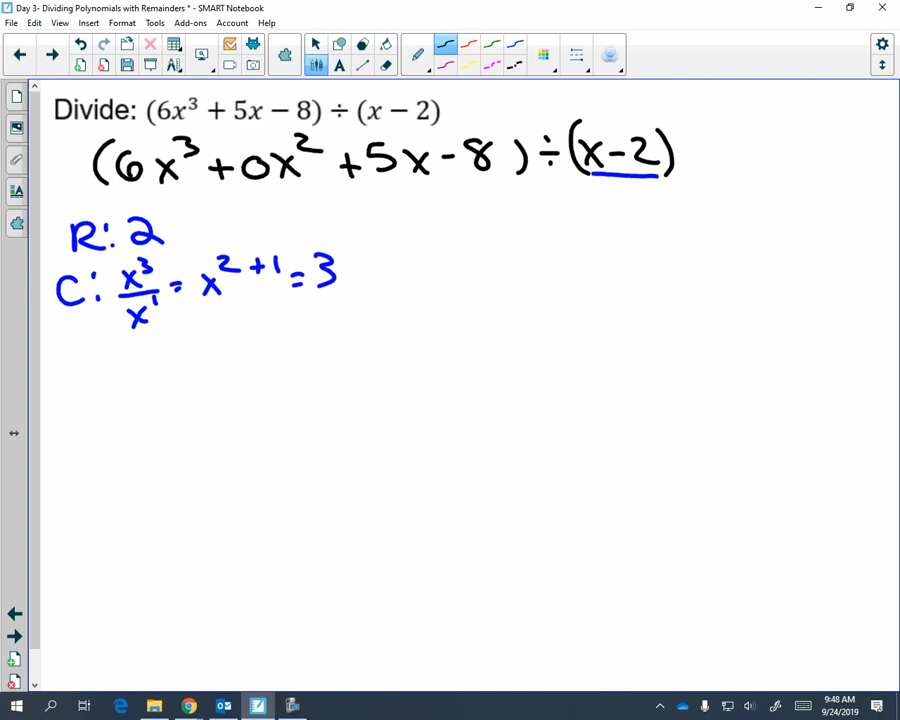 Day 3- Dividing Polynomials with Remainders * - SMART Notebook
File Edit View Insert Format Tools Add-ons Account Help
Divide: (6x³ + 5x − 8) ÷ (x − 2)
(6x³ + 0x² + 5x - 8) ÷ (x - 2)
R: 2
C: x³/x¹ = x² + 1 = 3
9:48 AM
9/24/2019